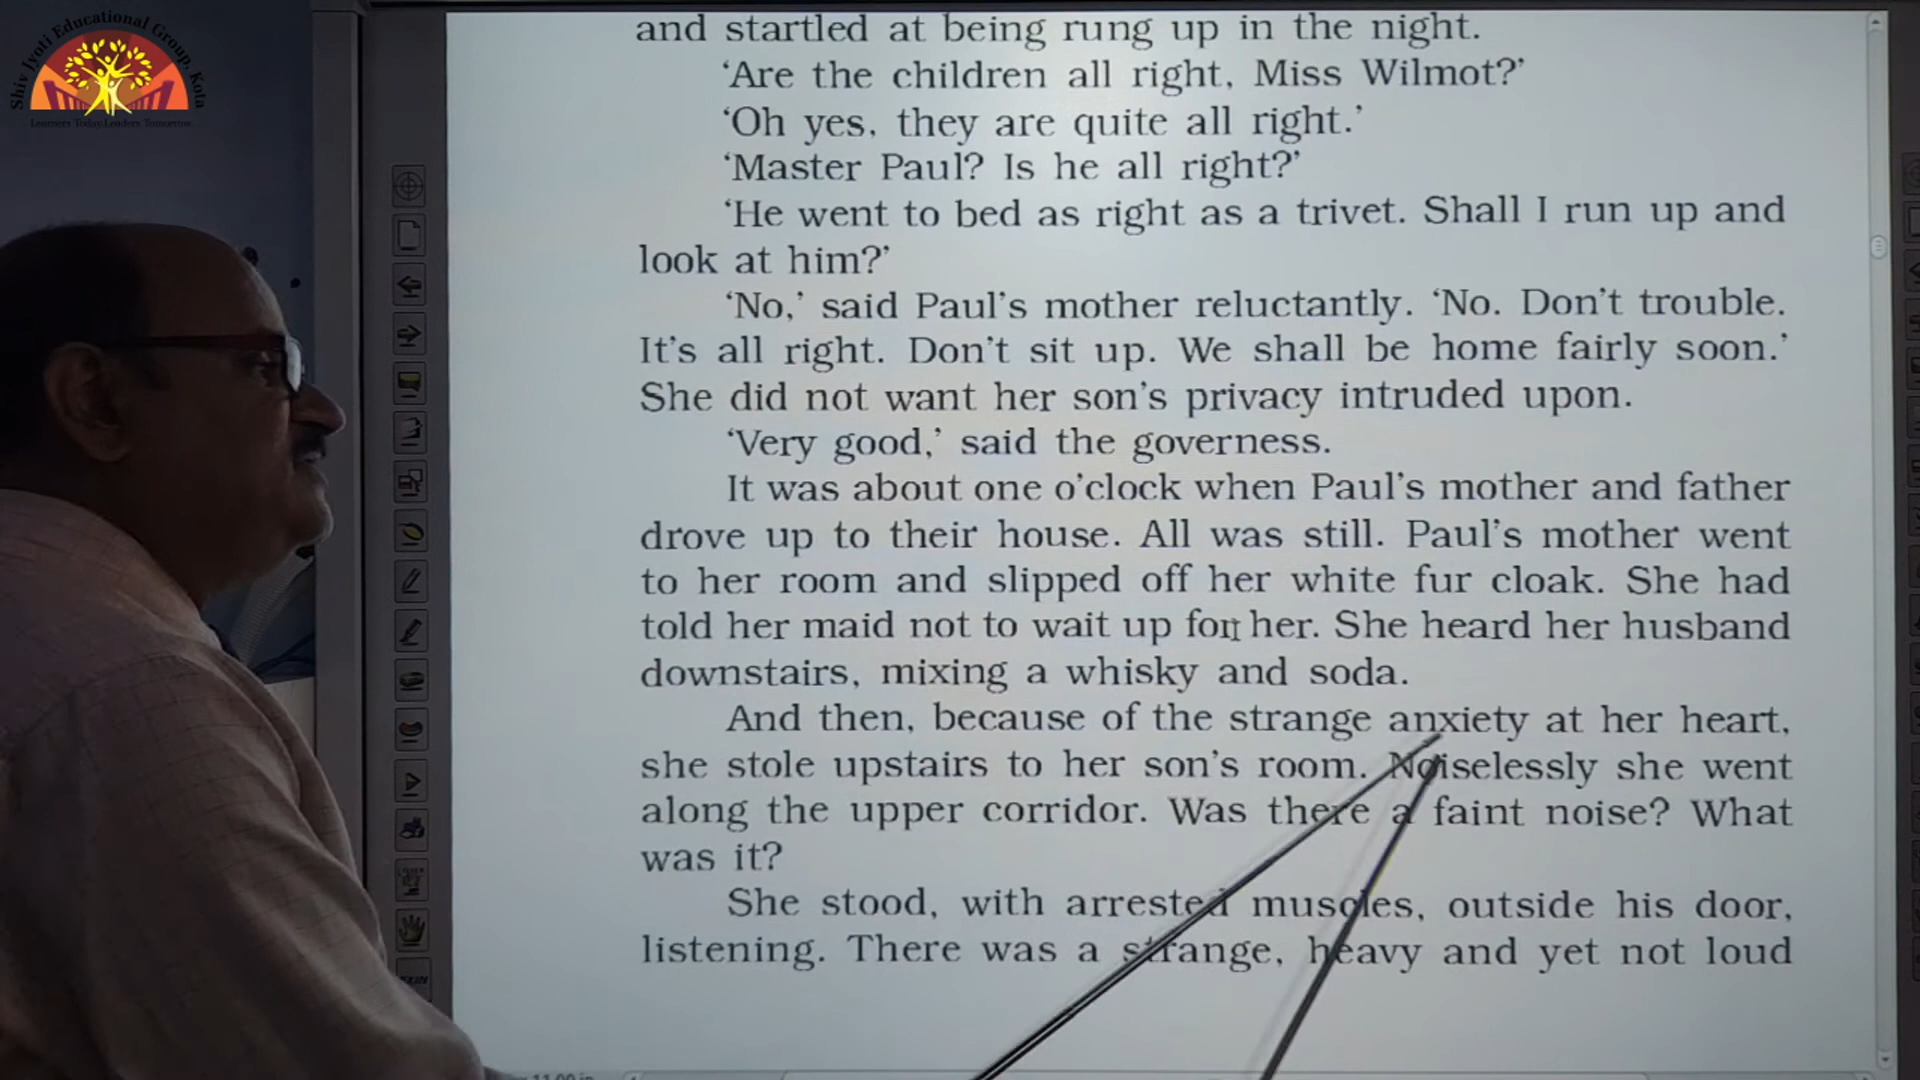 Shiv Jyoti Educational Group, Kota
Learners Today, Leaders Tomorrow
and startled at being rung up in the night.
‘Are the children all right, Miss Wilmot?’
‘Oh yes, they are quite all right.’
‘Master Paul? Is he all right?’
‘He went to bed as right as a trivet. Shall I run up and
look at him?’
‘No,’ said Paul’s mother reluctantly. ‘No. Don’t trouble.
It’s all right. Don’t sit up. We shall be home fairly soon.’
She did not want her son’s privacy intruded upon.
‘Very good,’ said the governess.
It was about one o’clock when Paul’s mother and father
drove up to their house. All was still. Paul’s mother went
to her room and slipped off her white fur cloak. She had
told her maid not to wait up for her. She heard her husband
downstairs, mixing a whisky and soda.
And then, because of the strange anxiety at her heart,
she stole upstairs to her son’s room. Noiselessly she went
along the upper corridor. Was there a faint noise? What
was it?
She stood, with arrested muscles, outside his door,
listening. There was a strange, heavy and yet not loud